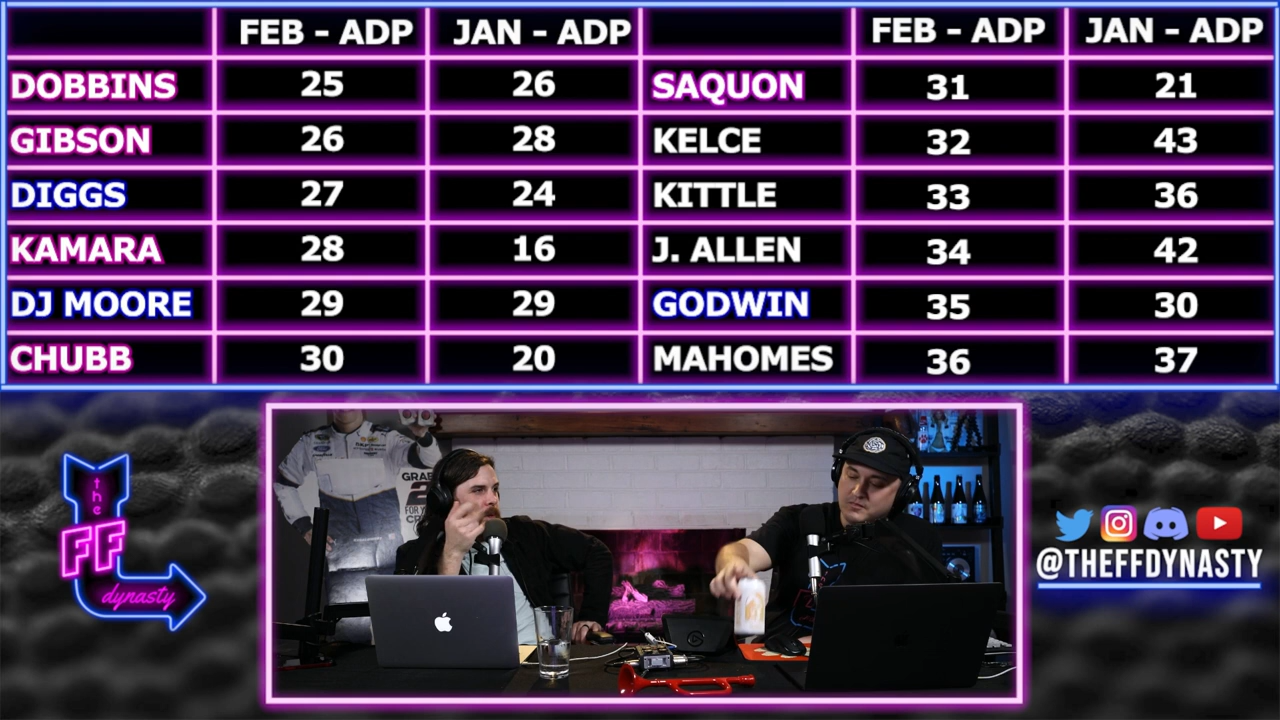 FEB - ADP JAN - ADP FEB - ADP JAN - ADP
DOBBINS 25 26 SAQUON 31 21
GIBSON 26 28 KELCE 32 43
DIGGS 27 24 KITTLE 33 36
KAMARA 28 16 J. ALLEN 34 42
DJ MOORE 29 29 GODWIN 35 30
CHUBB 30 20 MAHOMES 36 37
the
FF
dynasty
@THEFFDYNASTY